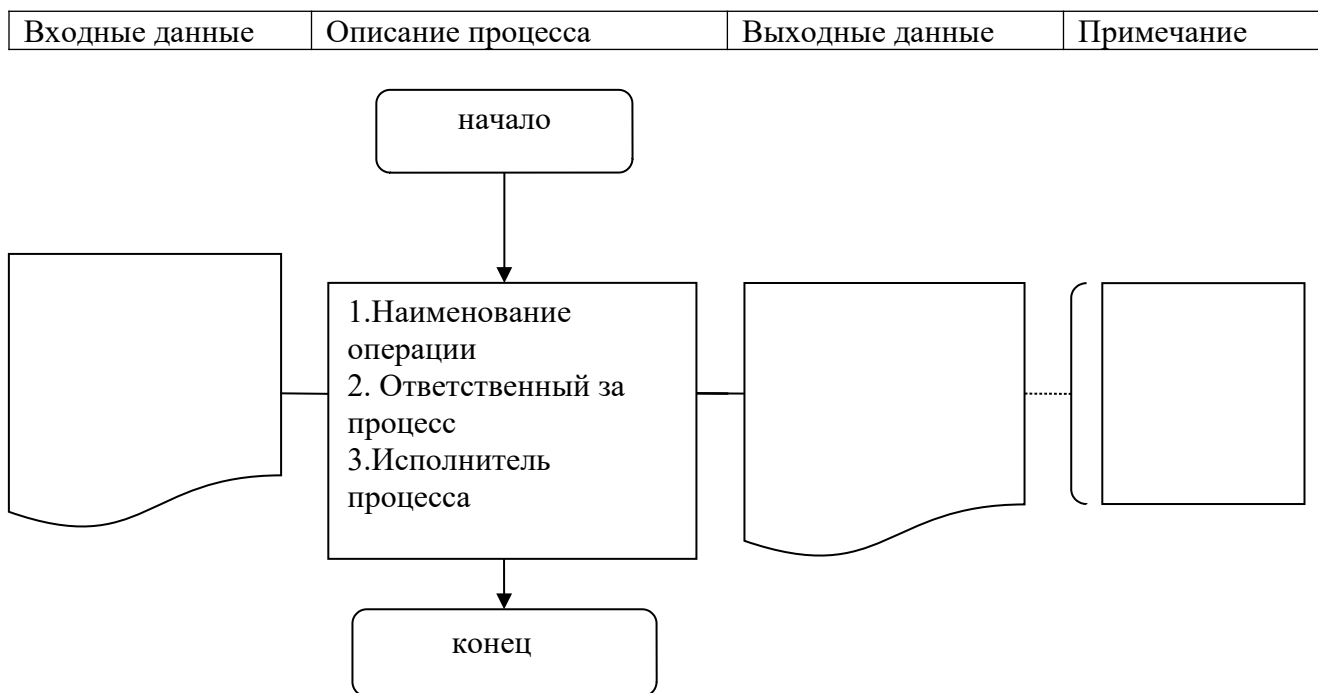 Входные данные Описание процесса Выходные данные Примечание
начало
1.Наименование
операции
2. Ответственный за
процесс
3.Исполнитель
процесса
конец